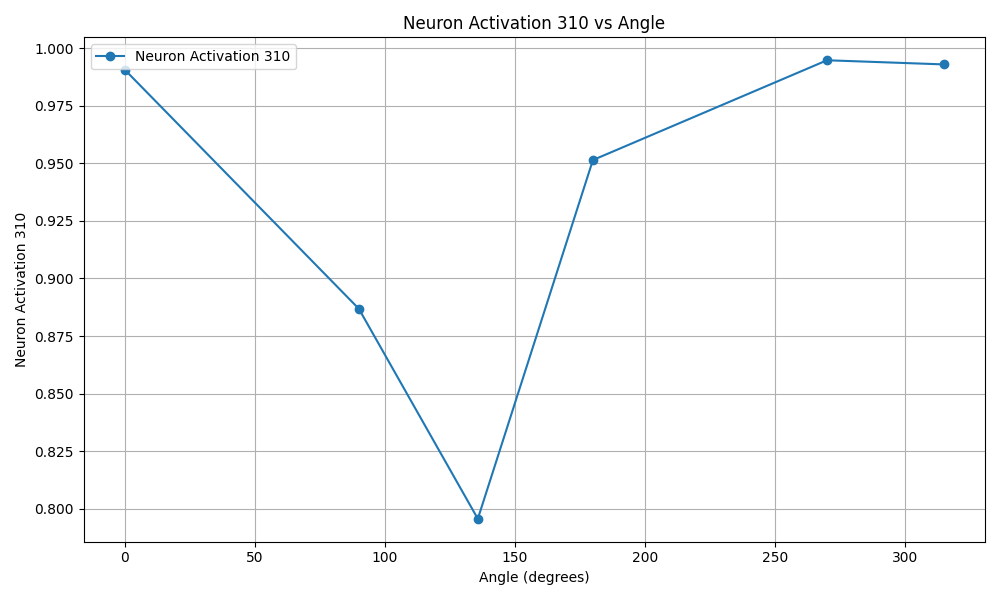 Neuron Activation 310 vs Angle
Neuron Activation 310
1.000
0.975
0.950
0.925
0.900
0.875
0.850
0.825
0.800
Neuron Activation 310
0 50 100 150 200 250 300
Angle (degrees)